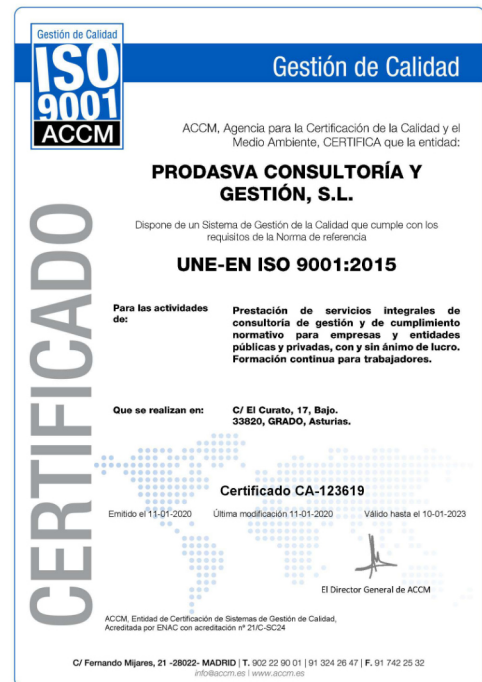 Gestión de Calidad
ISO
9001
ACCM
Gestión de Calidad
ACCM, Agencia para la Certificación de la Calidad y el
Medio Ambiente, CERTIFICA que la entidad:
PRODASVA CONSULTORÍA Y
GESTIÓN, S.L.
Dispone de un Sistema de Gestión de la Calidad que cumple con los
requisitos de la Norma de referencia
UNE-EN ISO 9001:2015
CERTIFICADO
Para las actividades
de:
Prestación de servicios integrales de
consultoría de gestión y de cumplimiento
normativo para empresas y entidades
públicas y privadas, con y sin ánimo de lucro.
Formación continua para trabajadores.
Que se realizan en:
C/ El Curato, 17, Bajo.
33820, GRADO, Asturias.
Certificado CA-123619
Emitido el 11-01-2020 Última modificación 11-01-2020 Válido hasta el 10-01-2023
El Director General de ACCM
ACCM, Entidad de Certificación de Sistemas de Gestión de Calidad,
Acreditada por ENAC con acreditación nº 21/C-SC24
C/ Fernando Mijares, 21 -28022- MADRID | T. 902 22 90 01 | 91 324 26 47 | F. 91 742 25 32
info@accm.es | www.accm.es